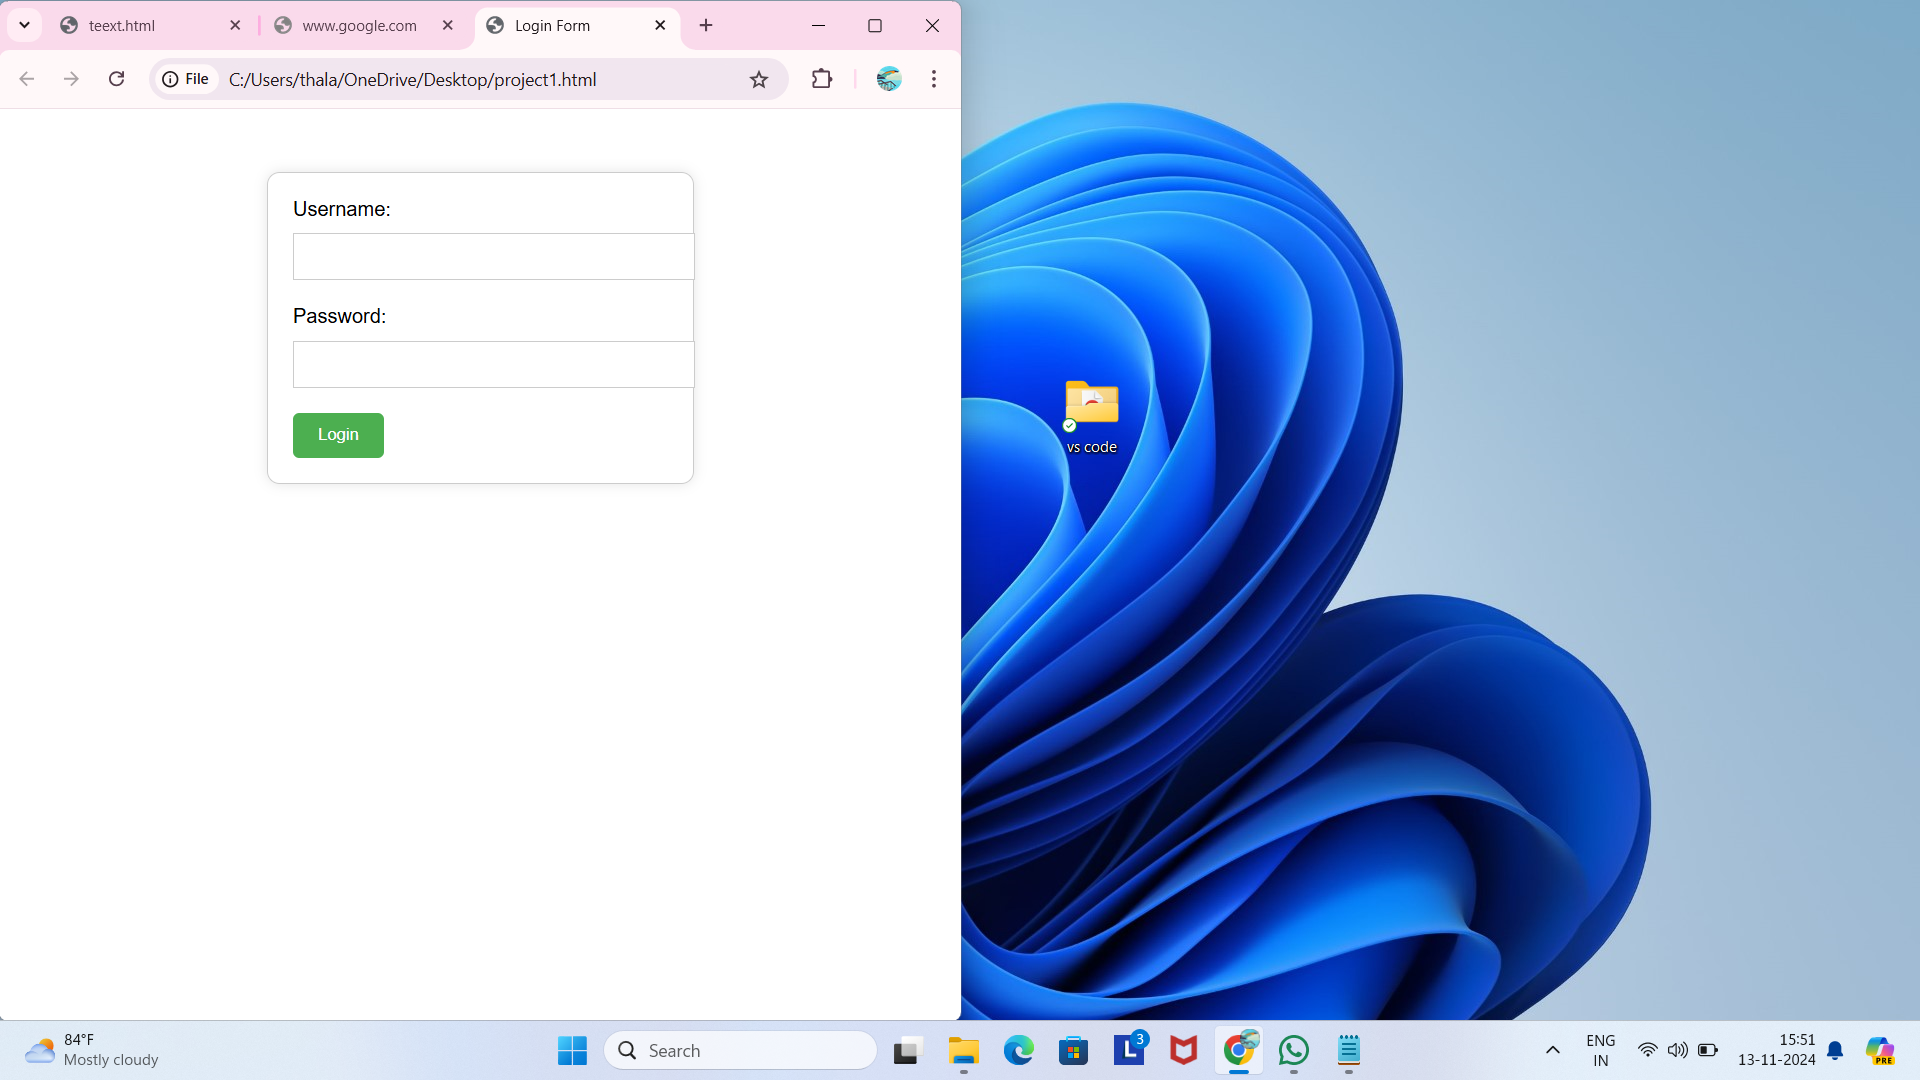 teext.html
www.google.com
Login Form
File
C:/Users/thala/OneDrive/Desktop/project1.html
Username:
Password:
Login
vs code
84°F
Mostly cloudy
Search
L
3
ENG
IN
15:51
13-11-2024
PRE